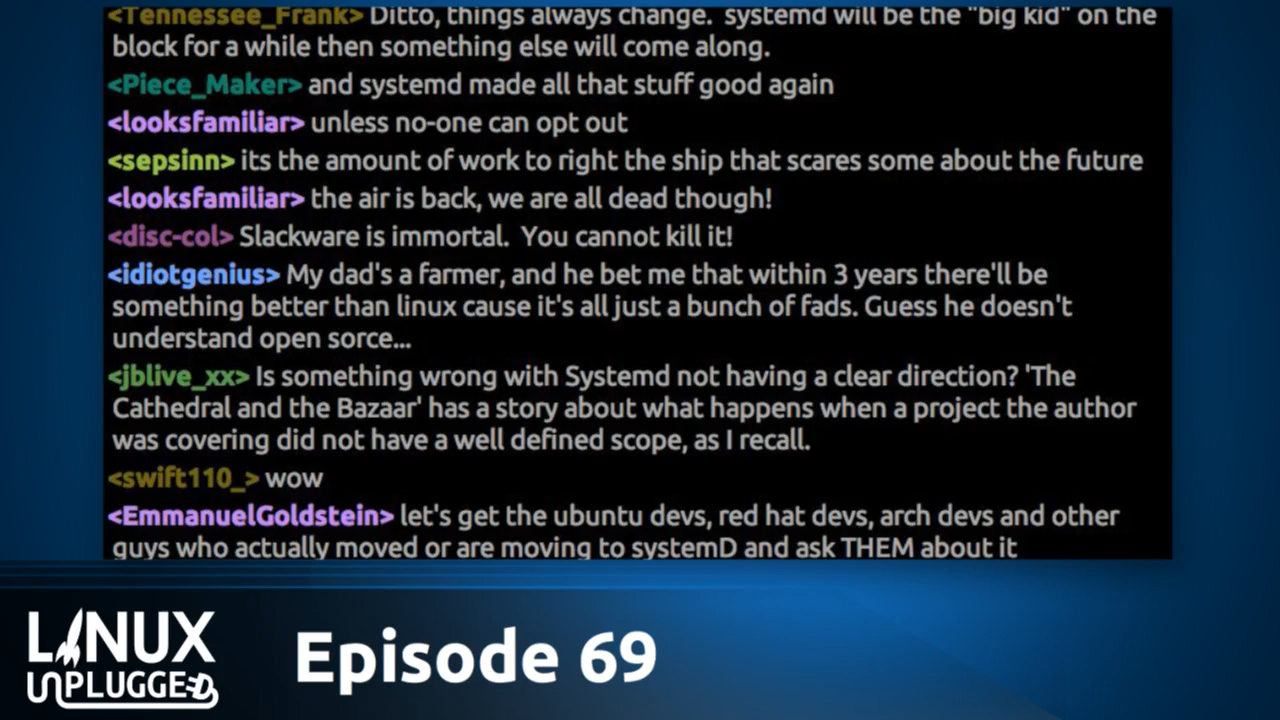 <Tennessee_Frank> Ditto, things always change.  systemd will be the "big kid" on the
block for a while then something else will come along.
<Piece_Maker> and systemd made all that stuff good again
<looksfamiliar> unless no-one can opt out
<sepsinn> its the amount of work to right the ship that scares some about the future
<looksfamiliar> the air is back, we are all dead though!
<disc-col> Slackware is immortal.  You cannot kill it!
<idiotgenius> My dad's a farmer, and he bet me that within 3 years there'll be
something better than linux cause it's all just a bunch of fads. Guess he doesn't
understand open sorce...
<jblive_xx> Is something wrong with Systemd not having a clear direction? 'The
Cathedral and the Bazaar' has a story about what happens when a project the author
was covering did not have a well defined scope, as I recall.
<swift110_> wow
<EmmanuelGoldstein> let's get the ubuntu devs, red hat devs, arch devs and other
guys who actually moved or are moving to systemD and ask THEM about it
LINUX
UNPLUGGED
Episode 69